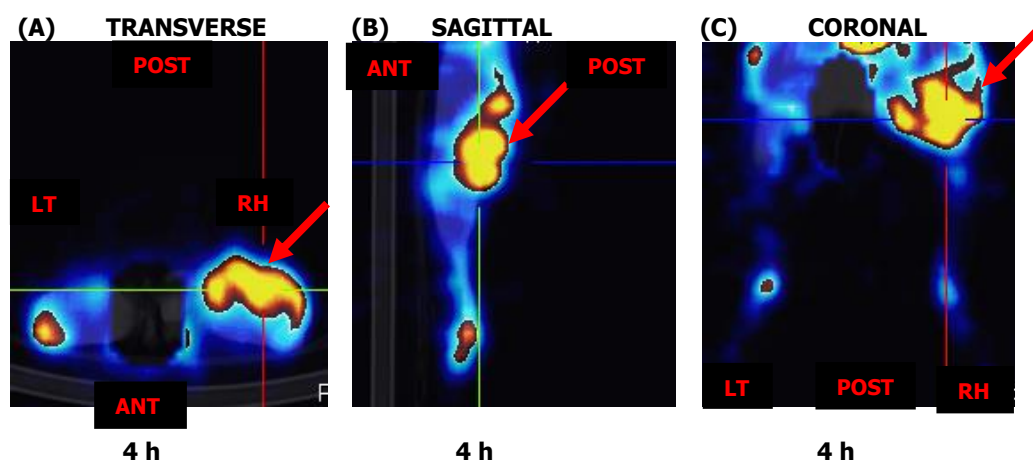 (A) TRANSVERSE
POST
LT
RH
ANT
4 h
(B) SAGITTAL
ANT
POST
4 h
(C) CORONAL
LT
POST
RH
4 h